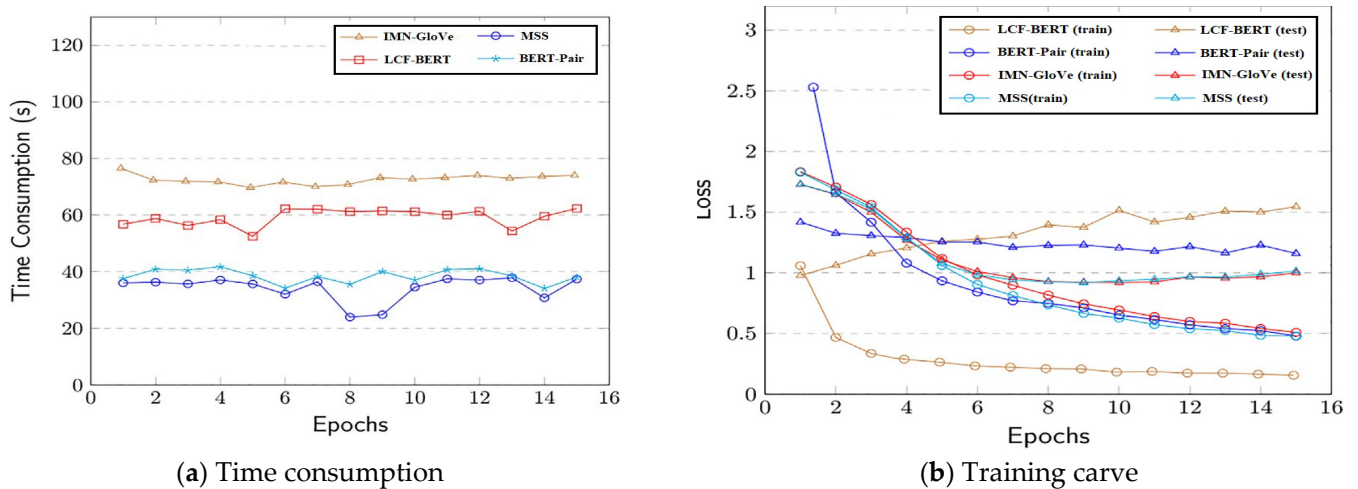 IMN-GloVe
MSS
LCF-BERT
BERT-Pair
Time Consumption (s)
120
100
80
60
40
20
0
0 2 4 6 8 10 12 14 16
Epochs
(a) Time consumption
LCF-BERT (train)
LCF-BERT (test)
BERT-Pair (train)
BERT-Pair (test)
IMN-GloVe (train)
IMN-GloVe (test)
MSS(train)
MSS (test)
Loss
3
2.5
2
1.5
1
0.5
0
0 2 4 6 8 10 12 14 16
Epochs
(b) Training carve